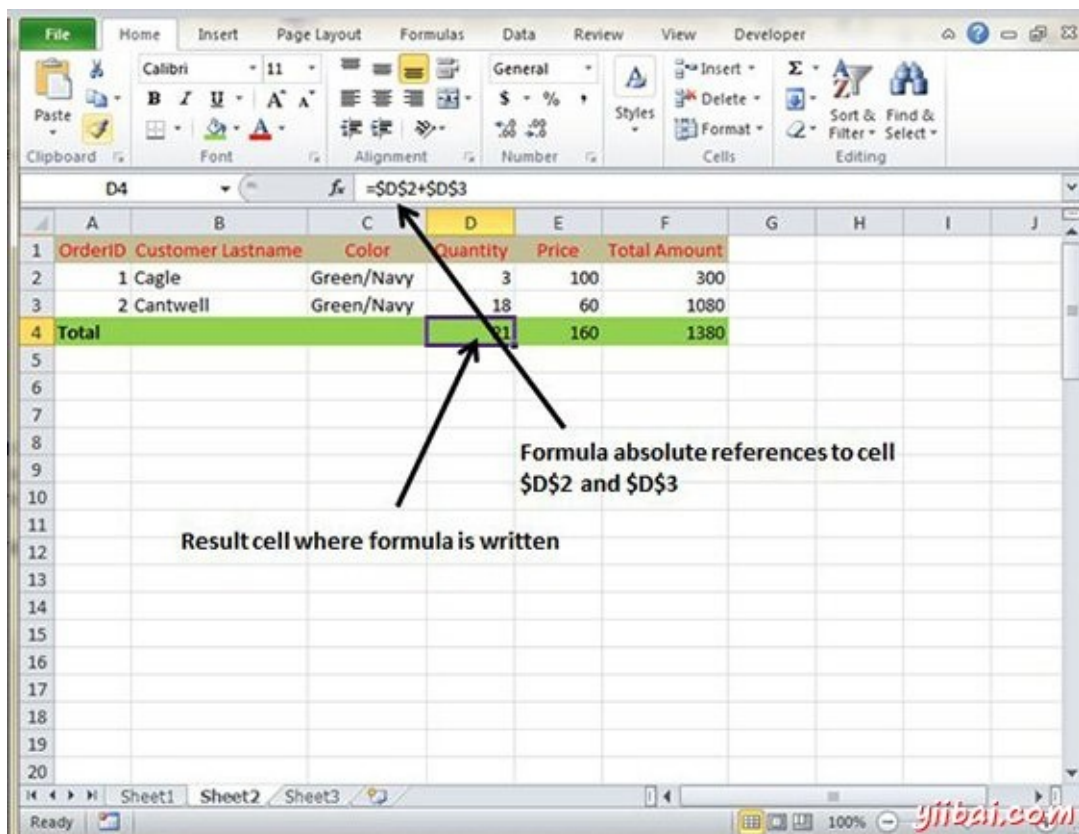 File Home Insert Page Layout Formulas Data Review View Developer
Calibri 11 General Insert
Paste B I U A A $ % , Styles Delete Sort & Find &
Format Filter Select
Clipboard Font Alignment Number Cells Editing
D4 fx =$D$2+$D$3
A B C D E F G H I J
1 OrderID Customer Lastname Color Quantity Price Total Amount
2 1 Cagle Green/Navy 3 100 300
3 2 Cantwell Green/Navy 18 60 1080
4 Total 21 160 1380
5
6
7
8
Formula absolute references to cell
9
$D$2 and $D$3
10
11
Result cell where formula is written
12
13
14
15
16
17
18
19
20
Sheet1 Sheet2 Sheet3
Ready 100% yiibai.com